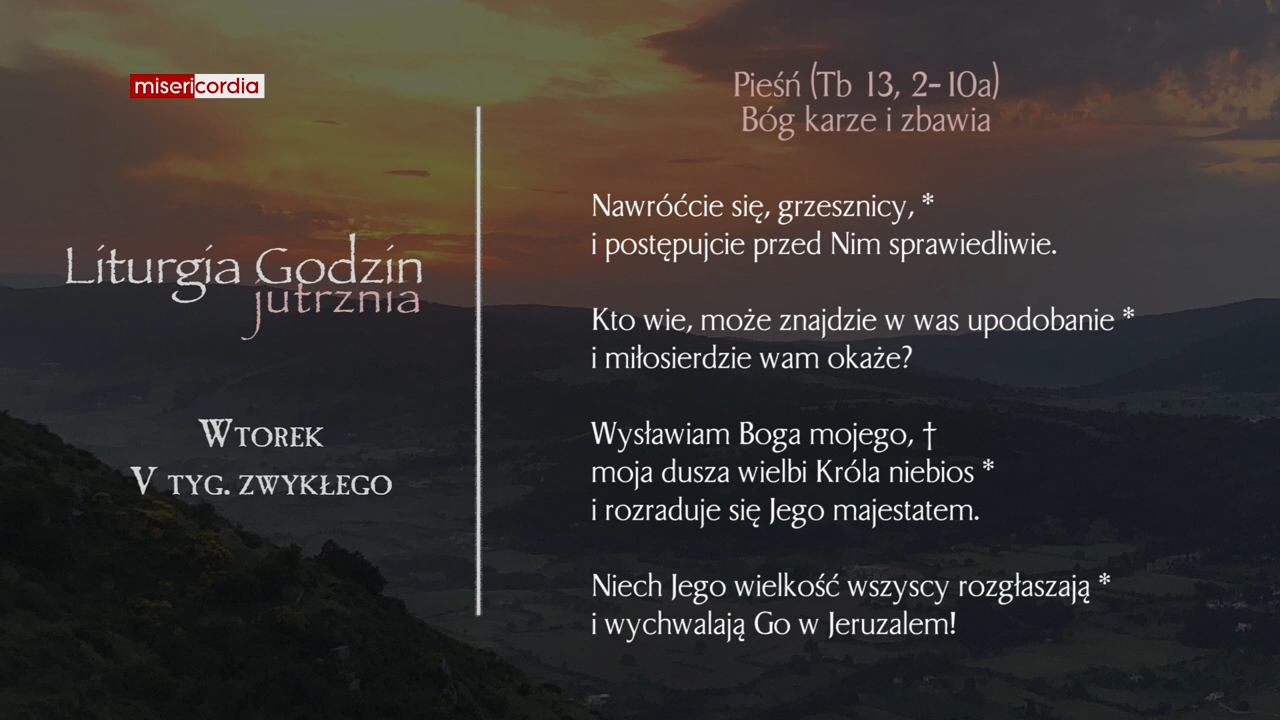 misericordia
Liturgia Godzin
jutrznia
Wtorek
V tyg. zwykłego
Pieśń (Tb 13, 2-10a)
Bóg karze i zbawia
Nawróćcie się, grzesznicy, *
i postępujcie przed Nim sprawiedliwie.
Kto wie, może znajdzie w was upodobanie *
i miłosierdzie wam okaże?
Wysławiam Boga mojego, †
moja dusza wielbi Króla niebios *
i rozraduje się Jego majestatem.
Niech Jego wielkość wszyscy rozgłaszają *
i wychwalają Go w Jeruzalem!